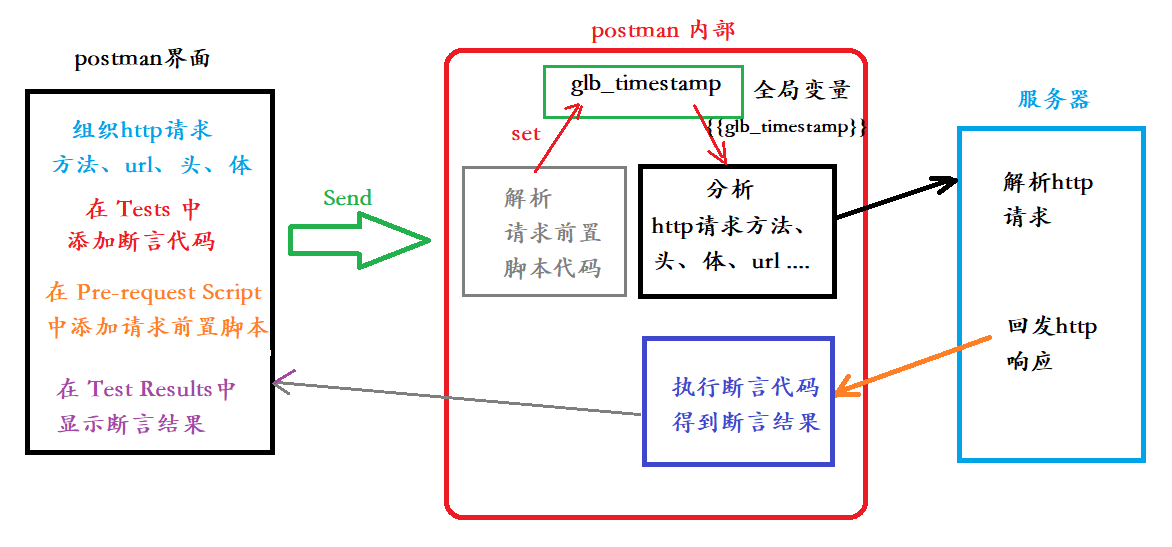 postman界面
组织http请求
方法、url、头、体
在 Tests 中
添加断言代码
在 Pre-request Script
中添加请求前置脚本
在 Test Results中
显示断言结果
Send
postman 内部
glb_timestamp
全局变量
{{glb_timestamp}}
set
解析
请求前置
脚本代码
分析
http请求方法、
头、体、url ....
执行断言代码
得到断言结果
服务器
解析http
请求
回发http
响应